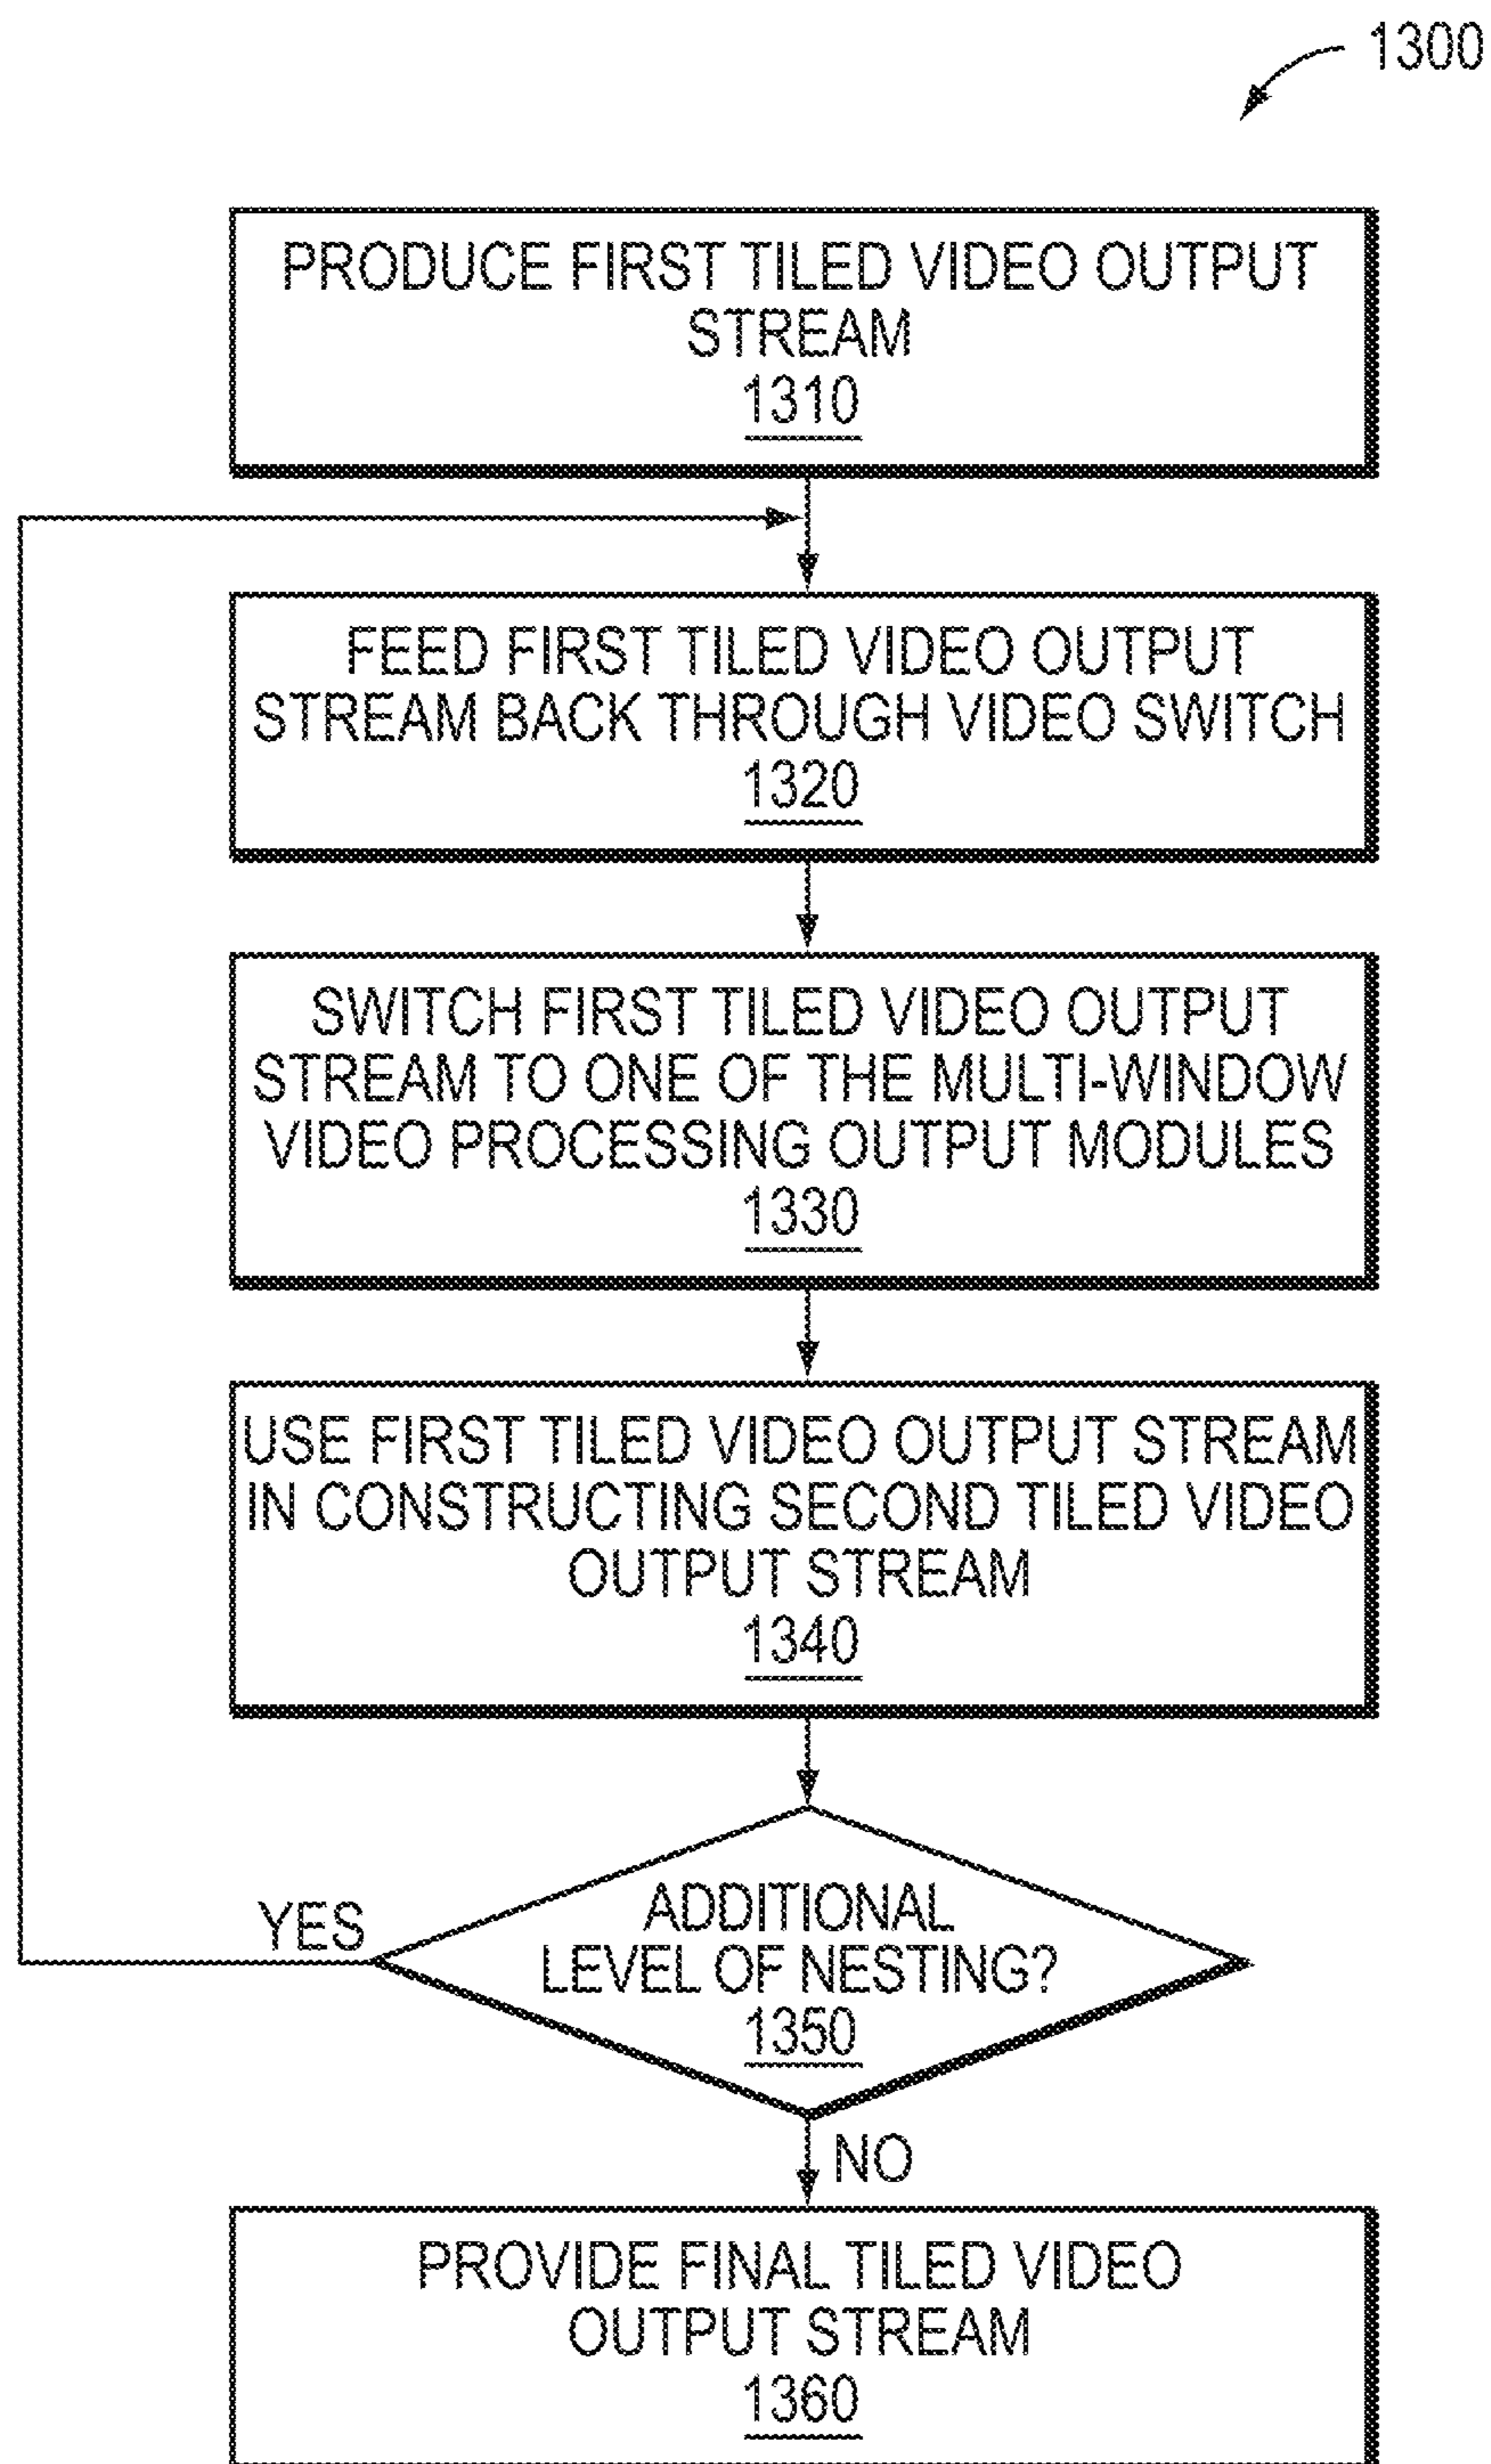 1300
PRODUCE FIRST TILED VIDEO OUTPUT
STREAM
1310
FEED FIRST TILED VIDEO OUTPUT
STREAM BACK THROUGH VIDEO SWITCH
1320
SWITCH FIRST TILED VIDEO OUTPUT
STREAM TO ONE OF THE MULTI-WINDOW
VIDEO PROCESSING OUTPUT MODULES
1330
USE FIRST TILED VIDEO OUTPUT STREAM
IN CONSTRUCTING SECOND TILED VIDEO
OUTPUT STREAM
1340
YES
ADDITIONAL
LEVEL OF NESTING?
1350
NO
PROVIDE FINAL TILED VIDEO
OUTPUT STREAM
1360